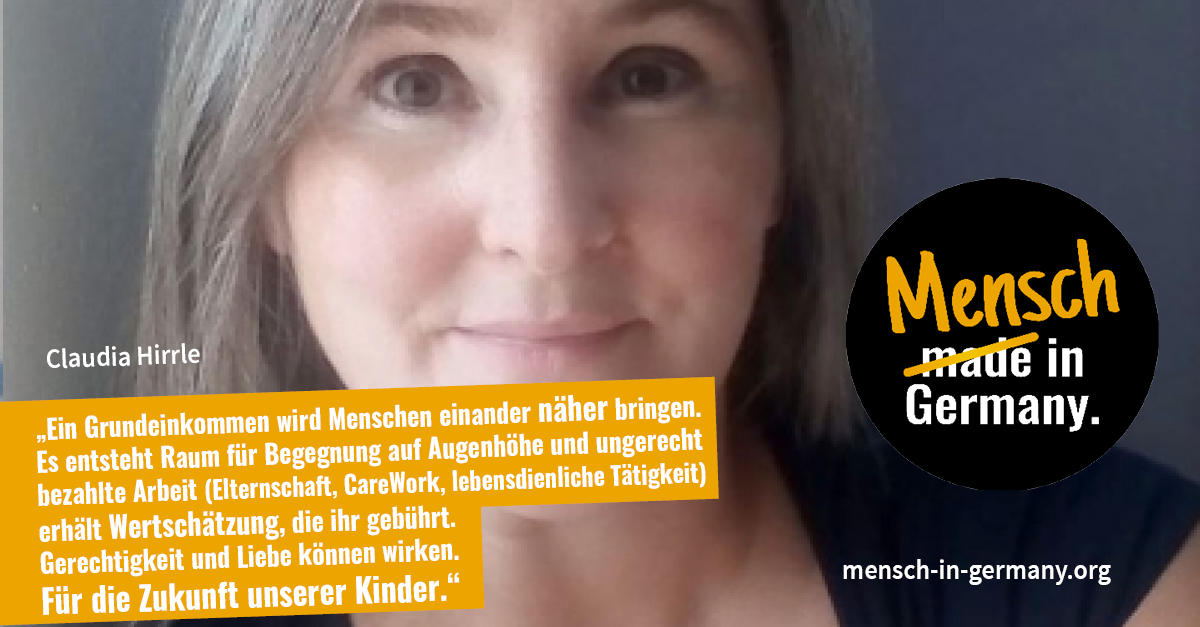 Claudia Hirrle
„Ein Grundeinkommen wird Menschen einander näher bringen.
Es entsteht Raum für Begegnung auf Augenhöhe und ungerecht
bezahlte Arbeit (Elternschaft, CareWork, lebensdienliche Tätigkeit)
erhält Wertschätzung, die ihr gebührt.
Gerechtigkeit und Liebe können wirken.
Für die Zukunft unserer Kinder.“
Mensch
made in
Germany.
mensch-in-germany.org